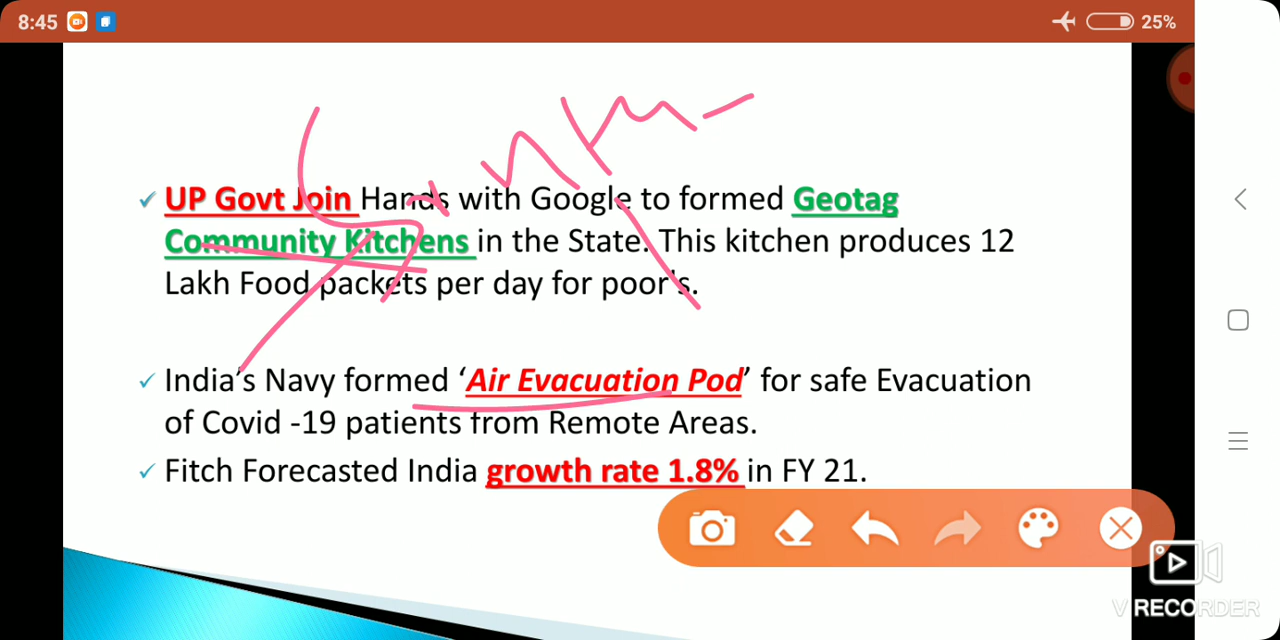 8:45
25%
UP Govt Join Hands with Google to formed Geotag
Community Kitchens in the State. This kitchen produces 12
Lakh Food packets per day for poor's.
India's Navy formed ‘Air Evacuation Pod’ for safe Evacuation
of Covid -19 patients from Remote Areas.
Fitch Forecasted India growth rate 1.8% in FY 21.
V RECORDER